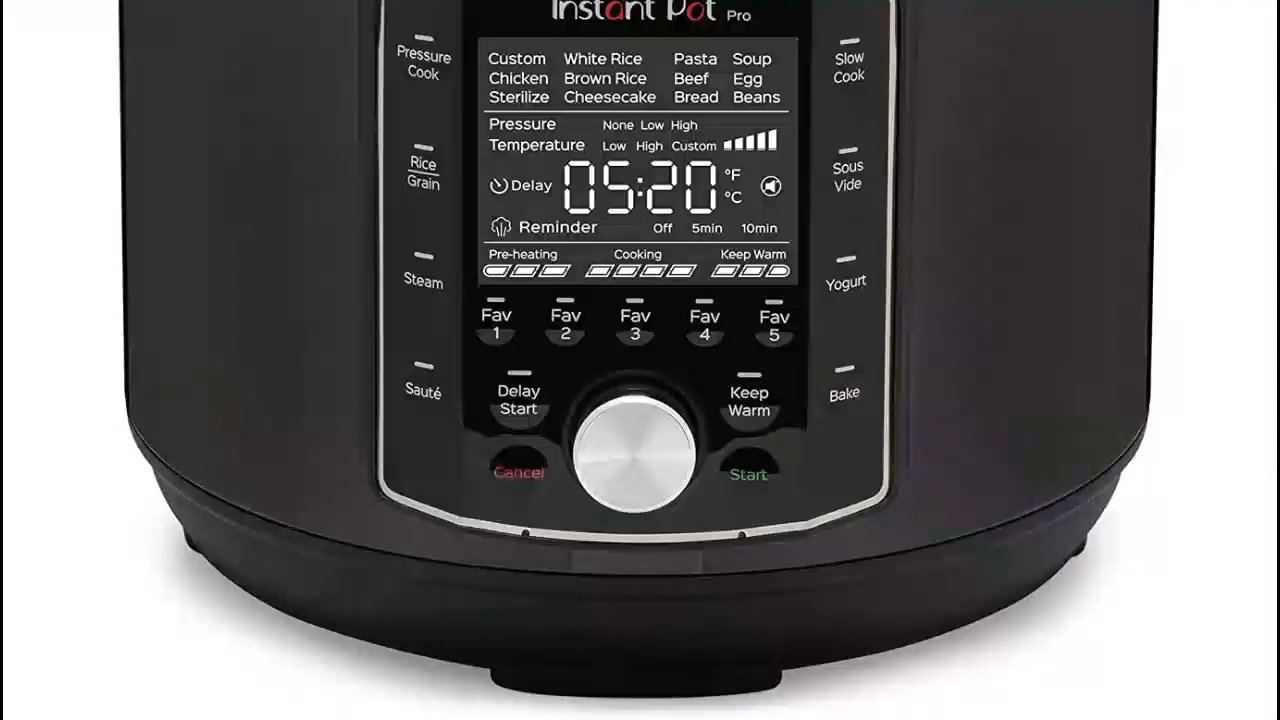 Instant Pot Pro
Pressure Cook
Rice Grain
Steam
Sauté
Custom White Rice Pasta Soup
Chicken Brown Rice Beef Egg
Sterilize Cheesecake Bread Beans
Pressure None Low High
Temperature Low High Custom
Delay 05:20 °F °C
Reminder Off 5min 10min
Pre-heating Cooking Keep Warm
Fav 1 Fav 2 Fav 3 Fav 4 Fav 5
Delay Start
Keep Warm
Cancel
Start
Slow Cook
Sous Vide
Yogurt
Bake